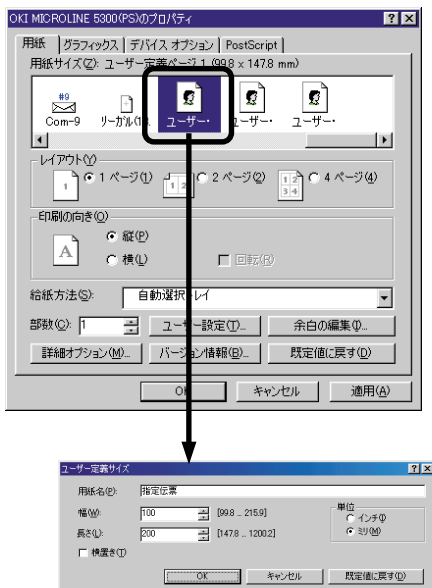 OKI MICROLINE 5300(PS)のプロパティ
用紙 グラフィックス デバイス オプション PostScript
用紙サイズ(Z): ユーザー定義ページ 1 (99.8 x 147.8 mm)
#9
Com-9 リーガル(13. ユーザー・ ユーザー・ ユーザー・
レイアウト(Y)
1 1 ページ(1) 1 2 2 ページ(2) 1 2 3 4 4 ページ(4)
印刷の向き(O)
A 縦(P)
横(L) 回転(R)
給紙方法(S): 自動選択トレイ
部数(C): 1 ユーザー設定(T)... 余白の編集(I)...
詳細オプション(M)... バージョン情報(B)... 既定値に戻す(D)
OK キャンセル 適用(A)
ユーザー定義サイズ
用紙名(P): 指定伝票
幅(W): 100 [99.8 .. 215.9] 単位
インチ(I)
長さ(L): 200 [147.8 .. 1200.2] ミリ(M)
横置き(T)
OK キャンセル 既定値に戻す(D)